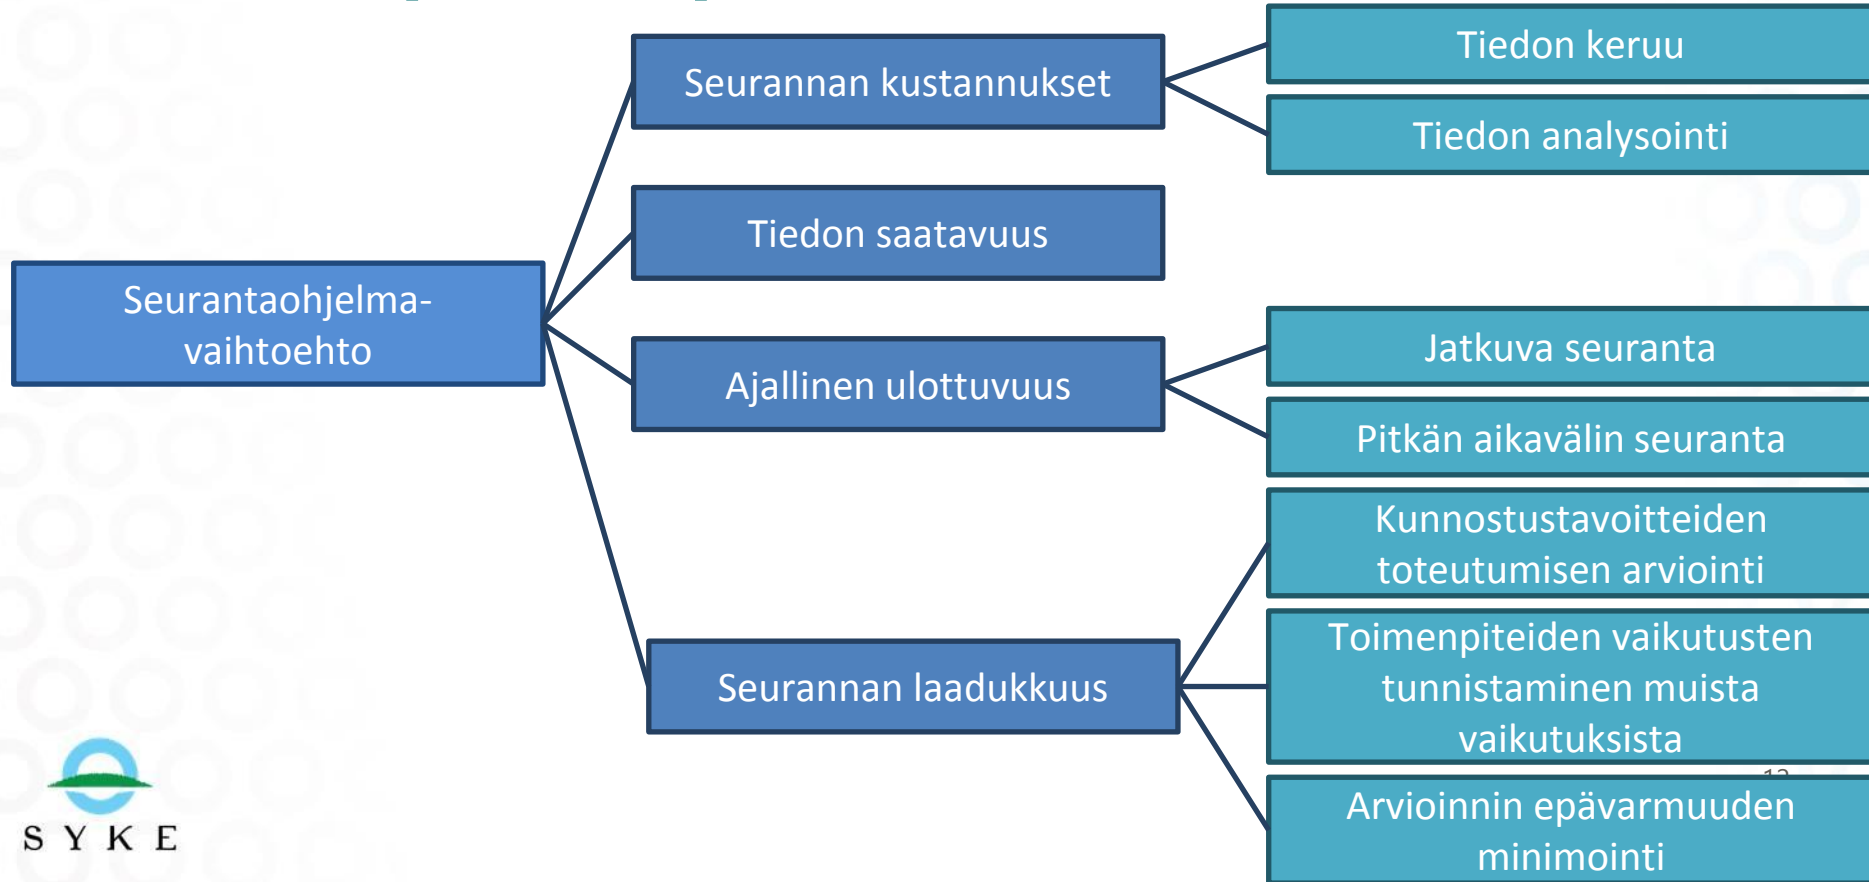 Seurannan kustannukset
Tiedon keruu
Tiedon analysointi
Tiedon saatavuus
Seurantaohjelma-
vaihtoehto
Ajallinen ulottuvuus
Jatkuva seuranta
Pitkän aikavälin seuranta
Seurannan laadukkuus
Kunnostustavoitteiden
toteutumisen arviointi
Toimenpiteiden vaikutusten
tunnistaminen muista
vaikutuksista
Arvioinnin epävarmuuden
minimointi
SYKE